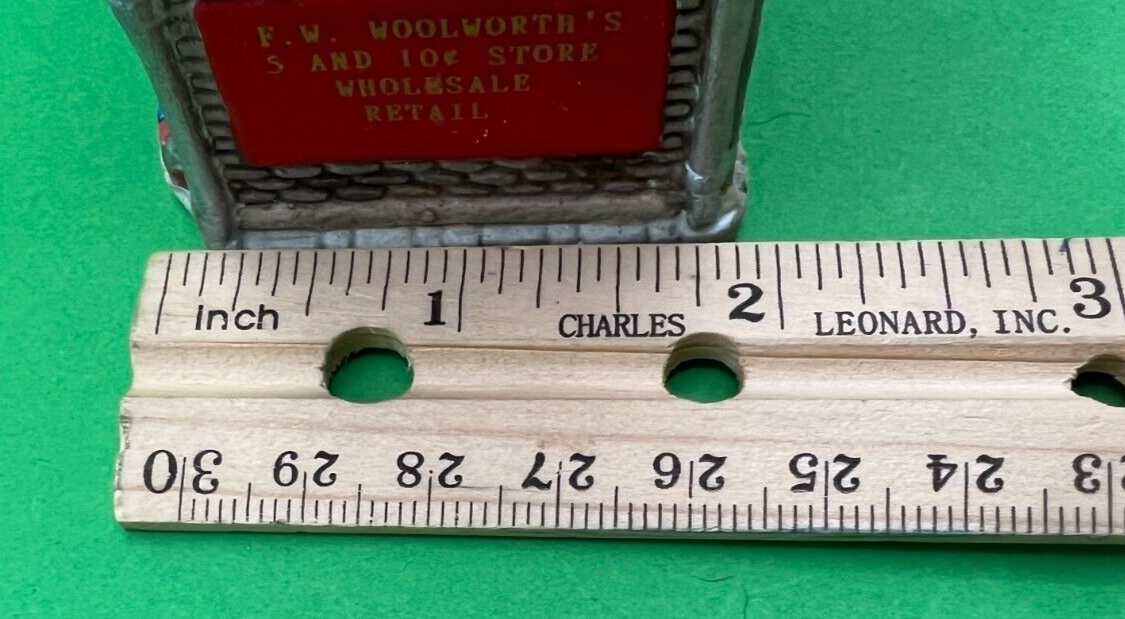 F.W. WOOLWORTH'S
5 AND 10¢ STORE
WHOLESALE
RETAIL
1 2 3
Inch CHARLES LEONARD, INC.
30 29 28 27 26 25 24 23